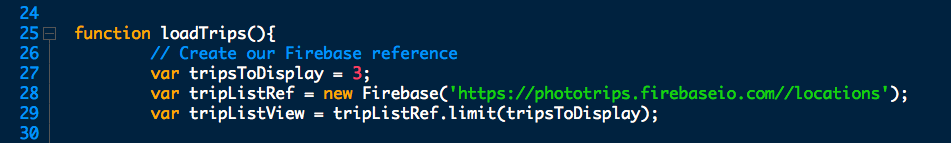 24
25 function loadTrips(){
26 // Create our Firebase reference
27 var tripsToDisplay = 3;
28 var tripListRef = new Firebase('https://phototrips.firebaseio.com//locations');
29 var tripListView = tripListRef.limit(tripsToDisplay);
30